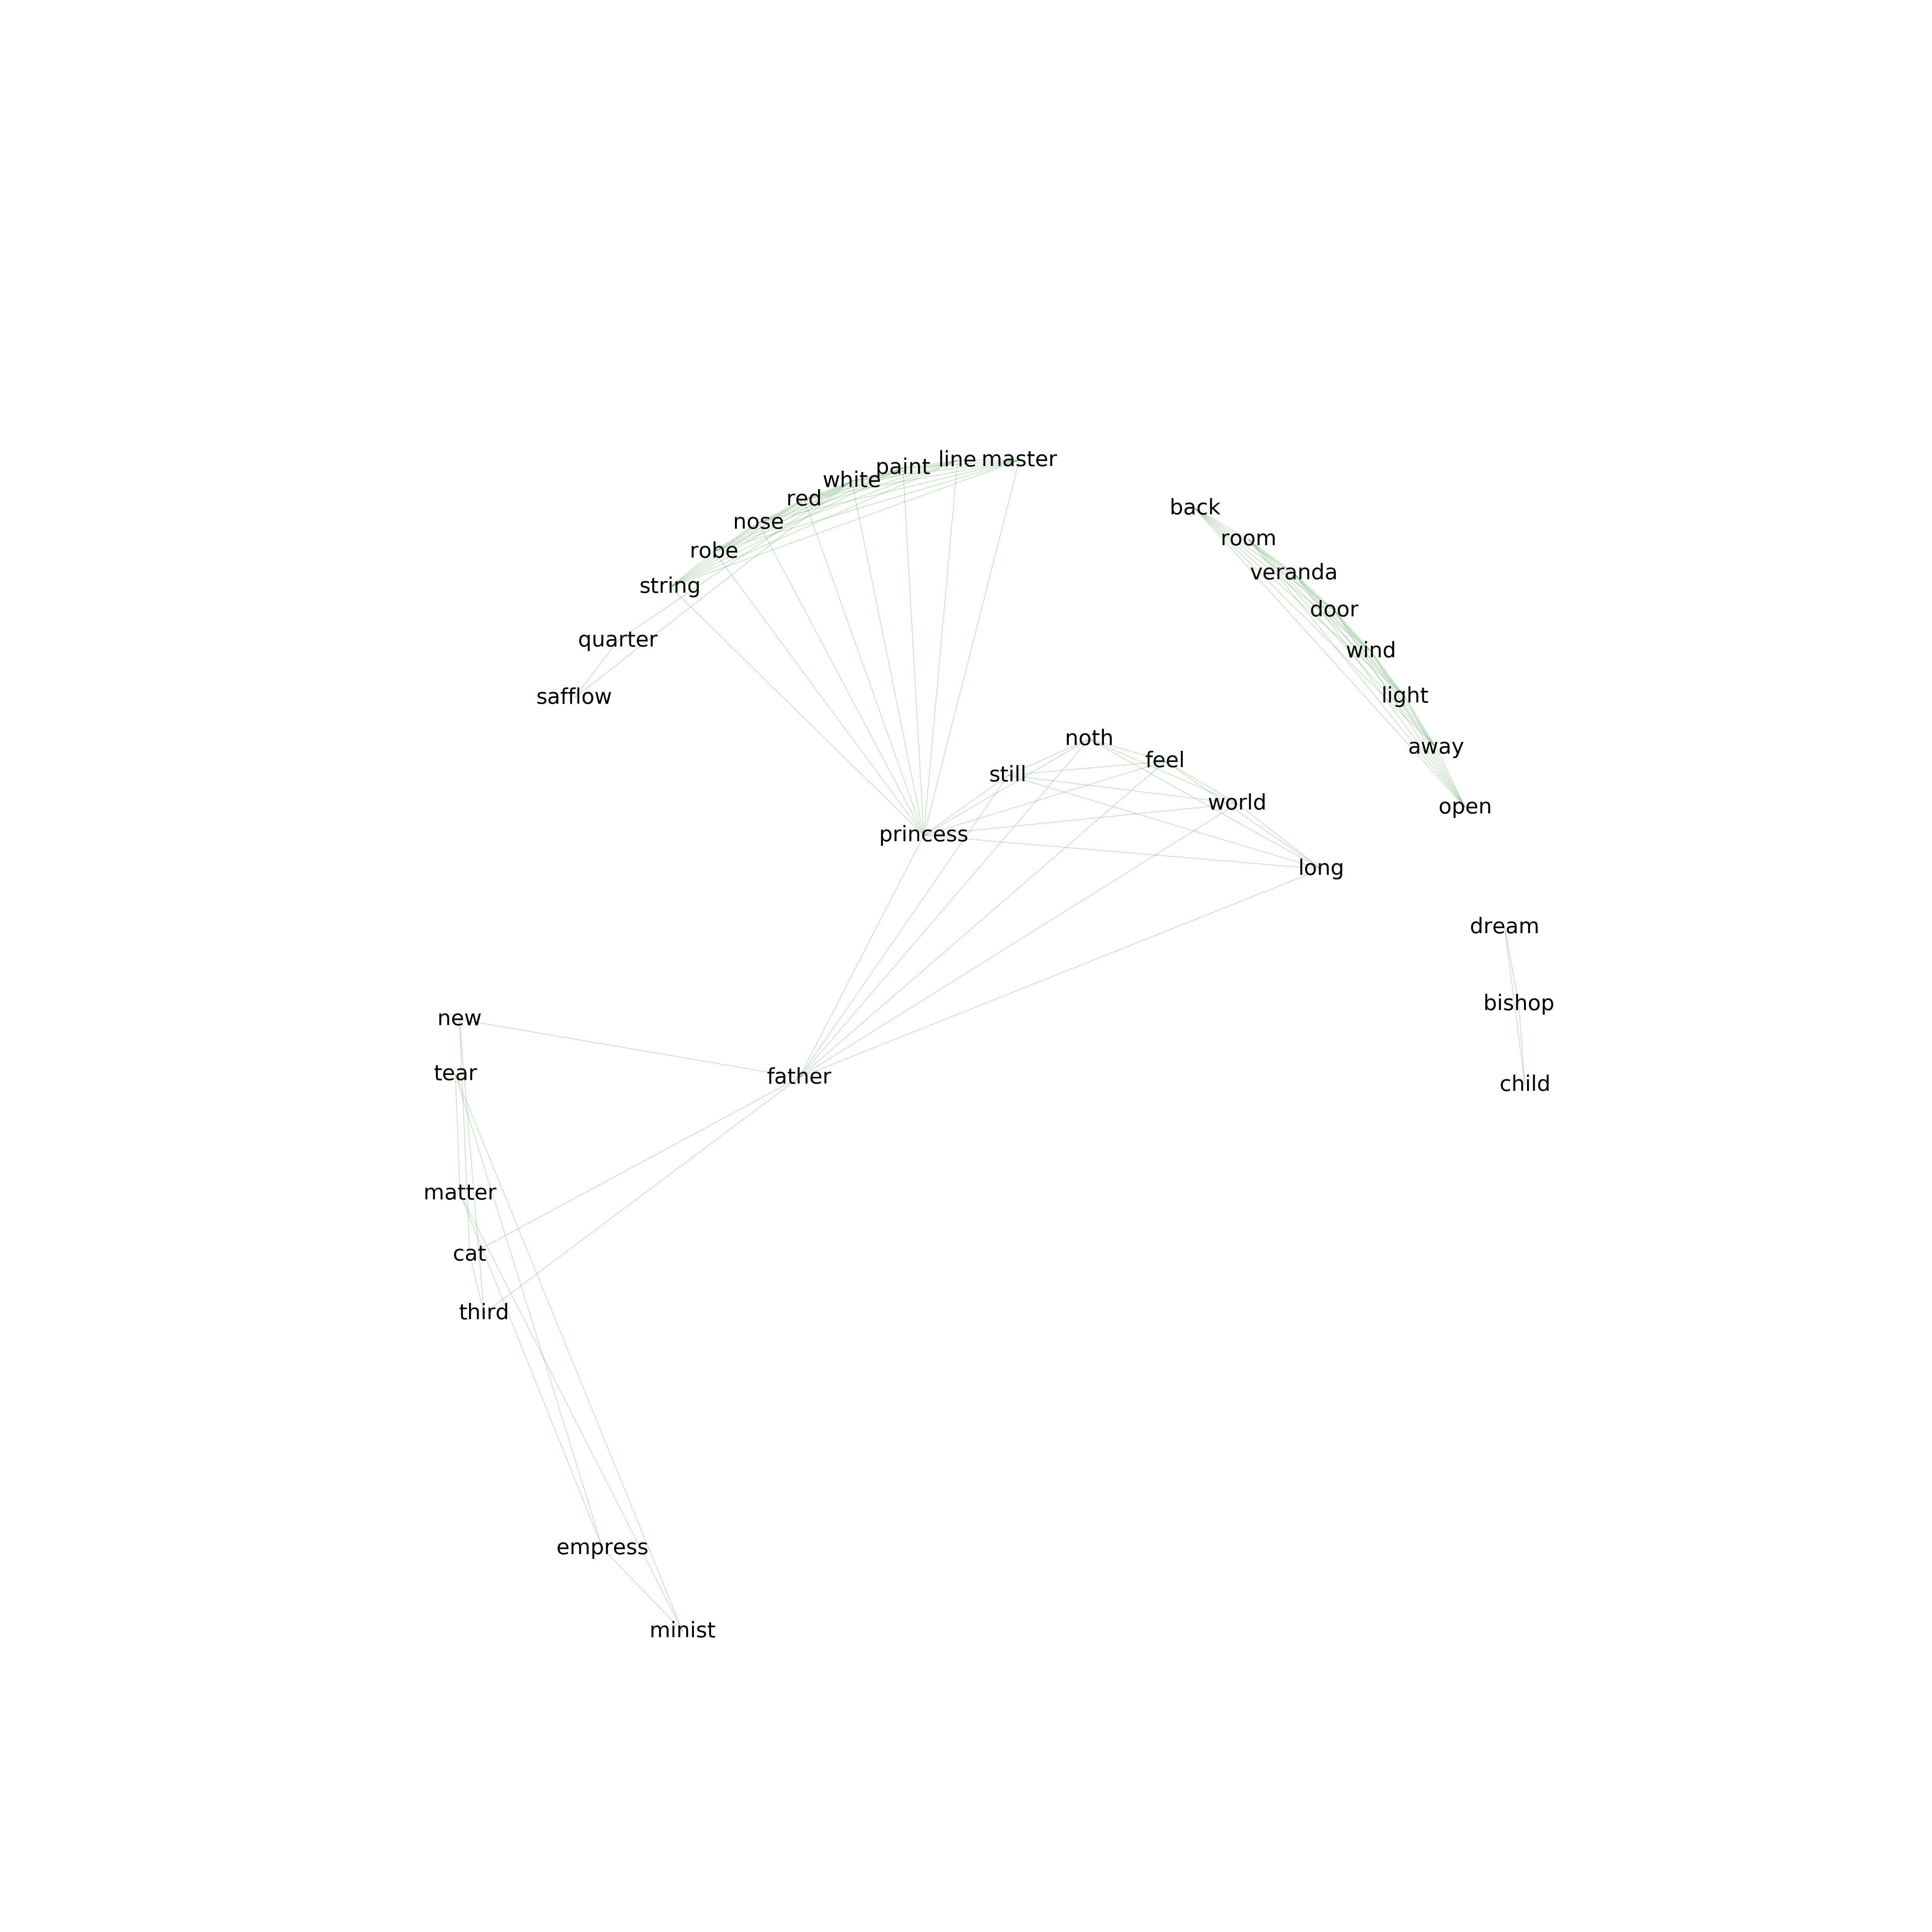 line master
paint
white
red
back
nose
room
robe
veranda
string
door
quarter
wind
safflow
light
noth
away
feel
still
world
open
princess
long
dream
bishop
new
tear
father
child
matter
cat
third
empress
minist